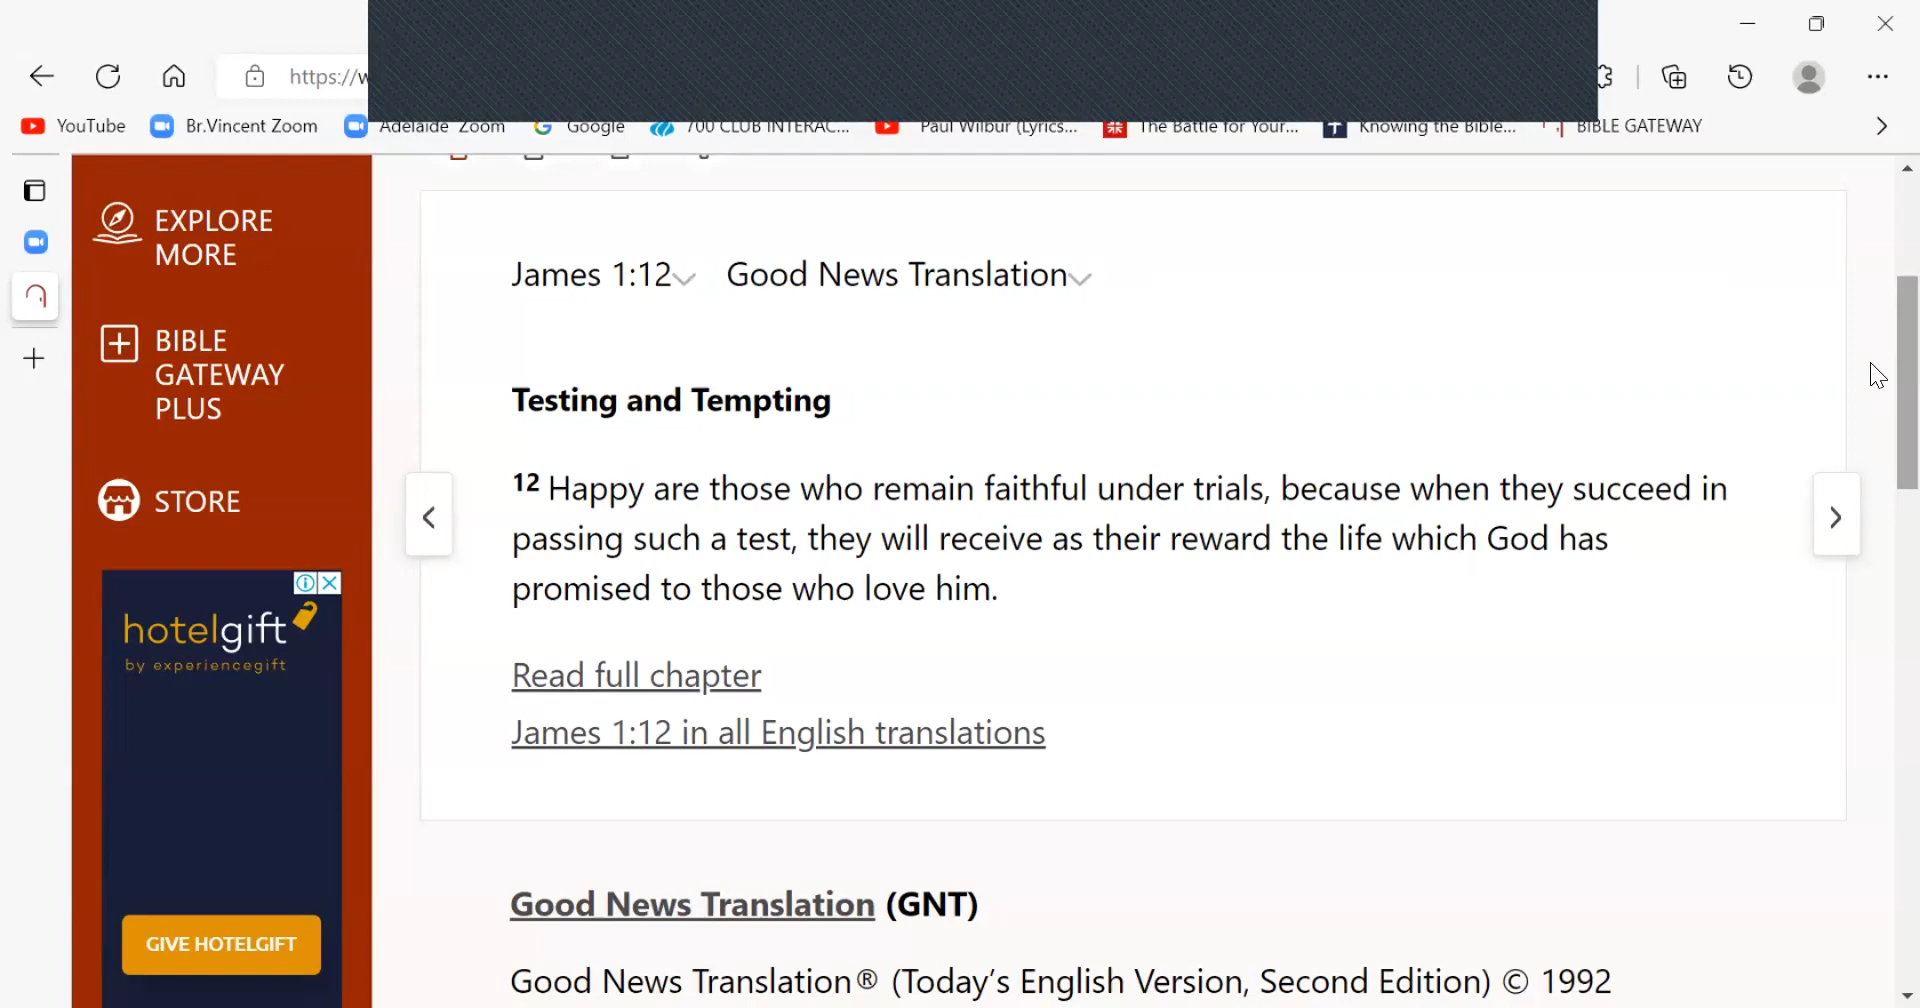 https://w
YouTube Br.Vincent Zoom Adelaide Zoom Google 700 CLUB INTERAC... Paul Wilbur (Lyrics... The Battle for Your... Knowing the Bible... BIBLE GATEWAY
EXPLORE
MORE
BIBLE
GATEWAY
PLUS
STORE
hotelgift
by experiencegift
GIVE HOTELGIFT
James 1:12 Good News Translation
Testing and Tempting
12 Happy are those who remain faithful under trials, because when they succeed in
passing such a test, they will receive as their reward the life which God has
promised to those who love him.
Read full chapter
James 1:12 in all English translations
Good News Translation (GNT)
Good News Translation® (Today’s English Version, Second Edition) © 1992